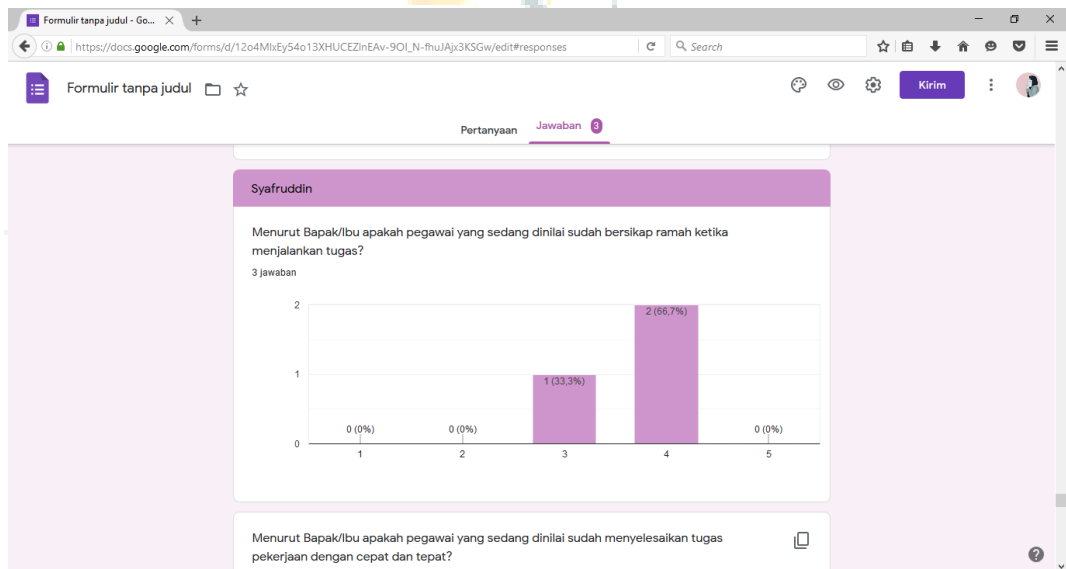 Formulir tanpa judul - Go...
https://docs.google.com/forms/d/12o4MlxEy54o13XHUCEZlnEAv-9OI_N-fhuJAjx3KSGw/edit#responses
Search
Formulir tanpa judul
Kirim
Pertanyaan
Jawaban 3
Syafruddin
Menurut Bapak/Ibu apakah pegawai yang sedang dinilai sudah bersikap ramah ketika
menjalankan tugas?
3 jawaban
2
1
0
0 (0%)
0 (0%)
1 (33,3%)
2 (66,7%)
0 (0%)
1
2
3
4
5
Menurut Bapak/Ibu apakah pegawai yang sedang dinilai sudah menyelesaikan tugas
pekerjaan dengan cepat dan tepat?